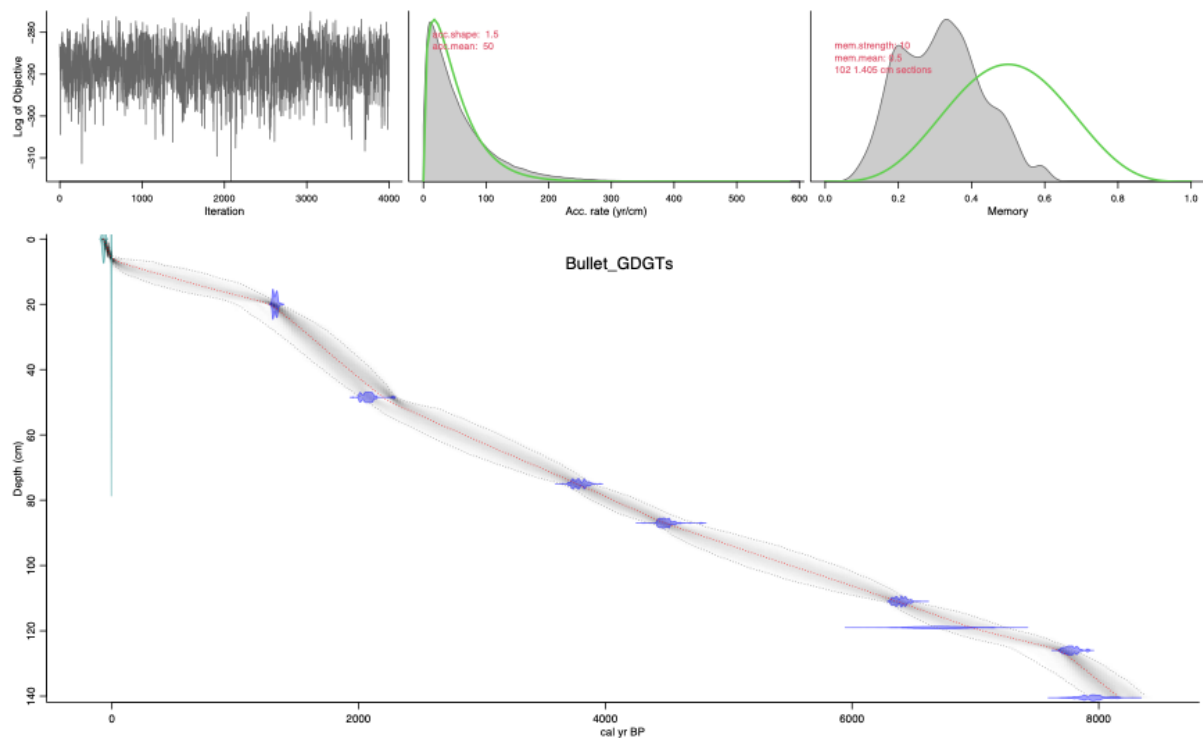 Log of Objective
-280
-290
-300
-310
0 1000 2000 3000 4000
Iteration
acc.shape: 1.5
acc.mean: 50
0 100 200 300 400 500 600
Acc. rate (yr/cm)
mem.strength: 10
mem.mean: 0.5
102 1.405 cm sections
0.0 0.2 0.4 0.6 0.8 1.0
Memory
Bullet_GDGTs
Depth (cm)
0
20
40
60
80
100
120
140
0 2000 4000 6000 8000
cal yr BP